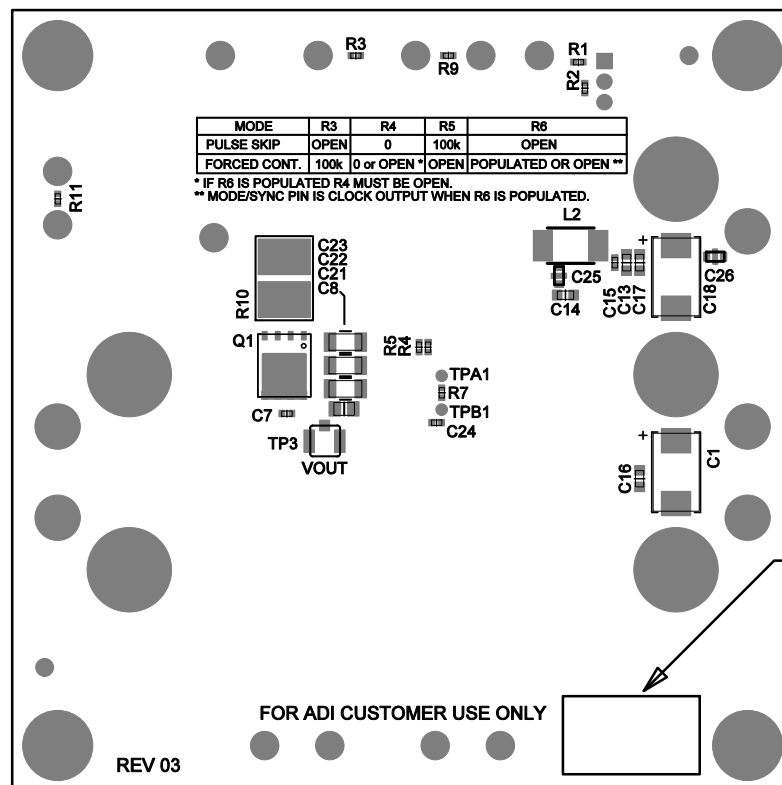 R3
R9
R1
R2
MODE R3 R4 R5 R6
PULSE SKIP OPEN 0 100k OPEN
FORCED CONT. 100k 0 or OPEN * OPEN POPULATED OR OPEN **
* IF R6 IS POPULATED R4 MUST BE OPEN.
** MODE/SYNC PIN IS CLOCK OUTPUT WHEN R6 IS POPULATED.
R11
L2
C23
C22
C21
C8
R10
+
C25
C14
C15
C13
C17
C18
C26
Q1
R5
R4
TPA1
R7
TPB1
C24
C7
TP3
VOUT
+
C16
C1
FOR ADI CUSTOMER USE ONLY
REV 03